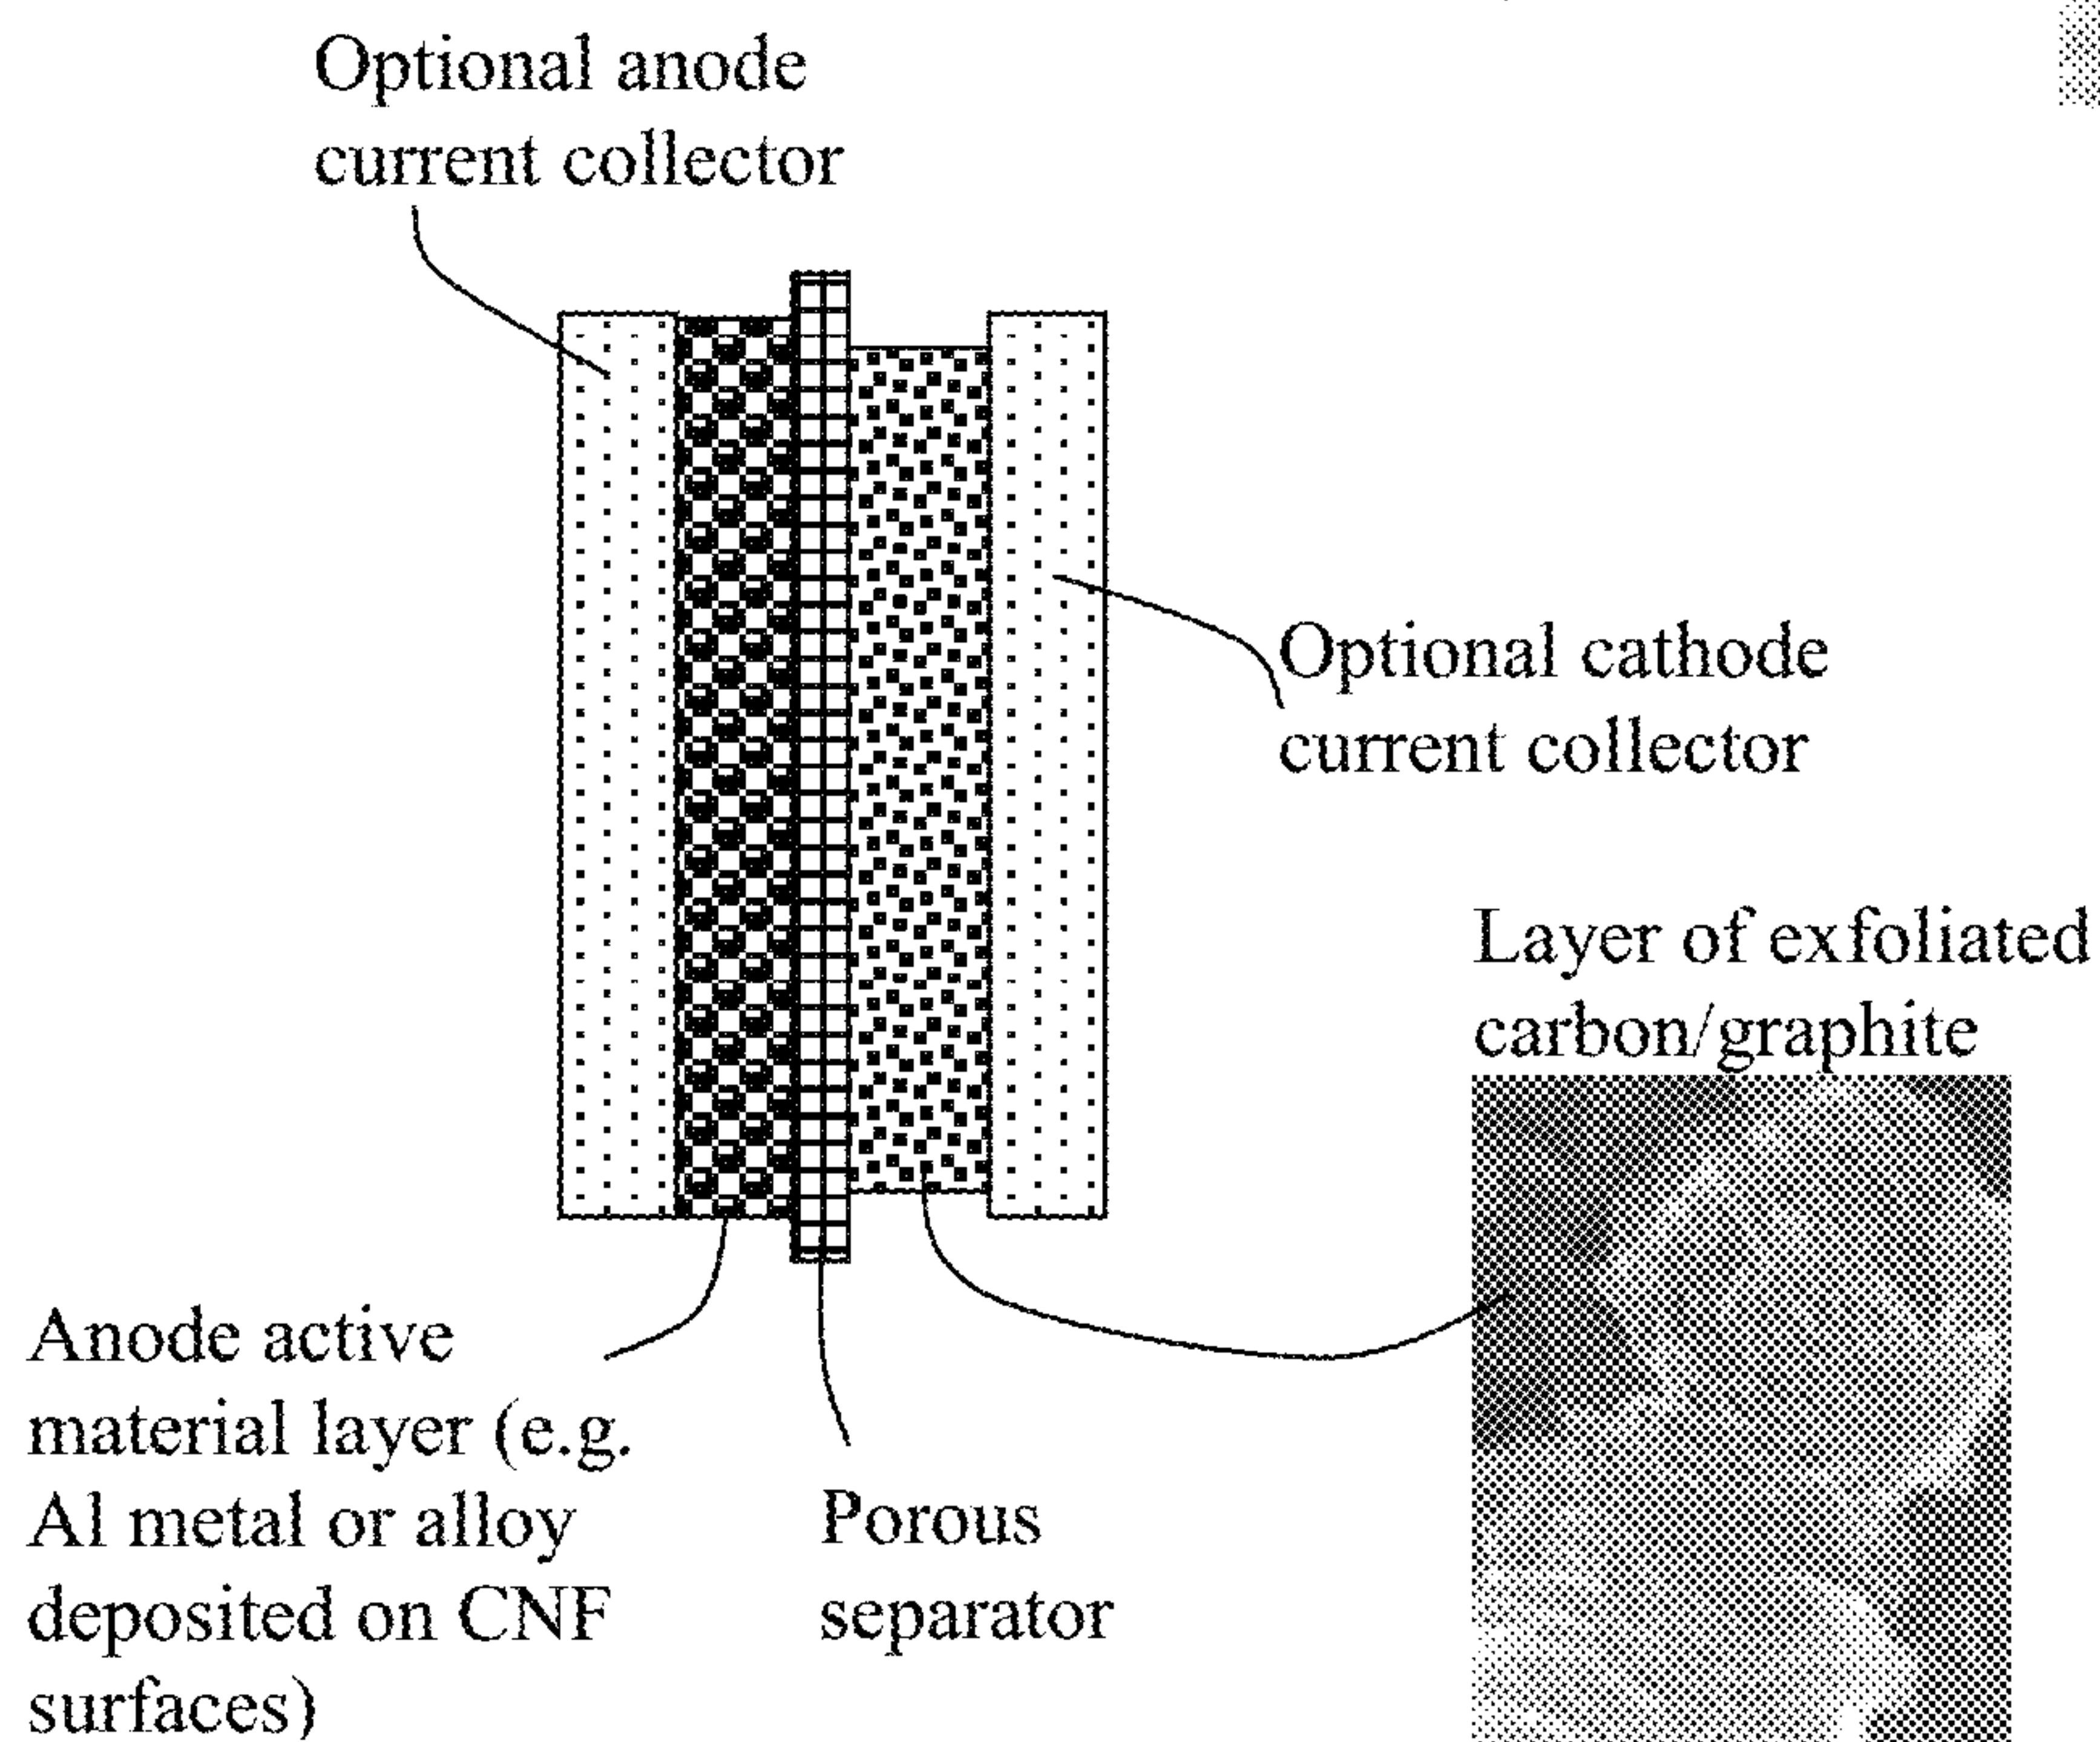 Optional anode
current collector
Optional cathode
current collector
Layer of exfoliated
carbon/graphite
Anode active
material layer (e.g.
Al metal or alloy
deposited on CNF
surfaces)
Porous
separator